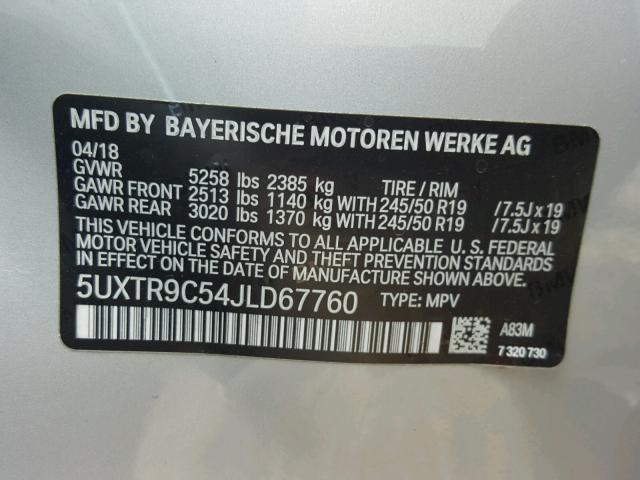 MFD BY BAYERISCHE MOTOREN WERKE AG
04/18
GVWR 5258 lbs 2385 kg TIRE / RIM
GAWR FRONT 2513 lbs 1140 kg WITH 245/50 R19 /7.5J x 19
GAWR REAR 3020 lbs 1370 kg WITH 245/50 R19 /7.5J x 19
THIS VEHICLE CONFORMS TO ALL APPLICABLE U. S. FEDERAL
MOTOR VEHICLE SAFETY AND THEFT PREVENTION
STANDARDS IN EFFECT ON THE DATE OF
MANUFACTURE SHOWN ABOVE.
5UXTR9C54JLD67760 TYPE: MPV
A83M
7 320 730